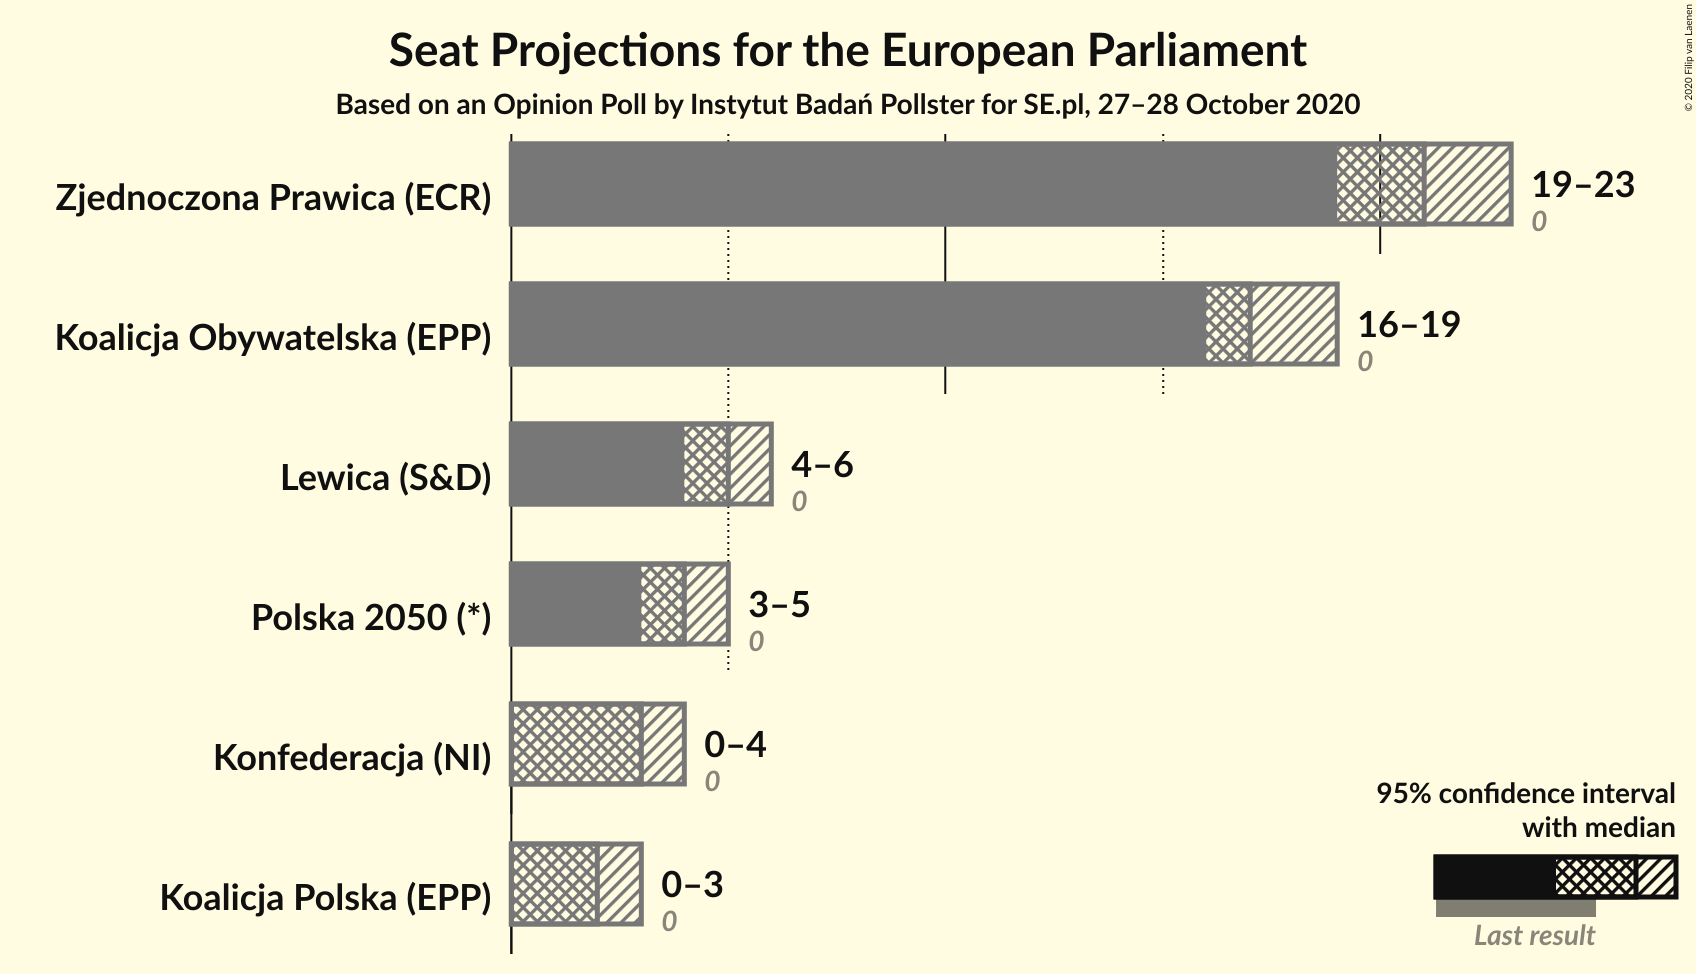 Seat Projections for the European Parliament
Based on an Opinion Poll by Instytut Badań Pollster for SE.pl, 27–28 October 2020
© 2020 Filip van Laenen
Zjednoczona Prawica (ECR)
19–23
0
Koalicja Obywatelska (EPP)
16–19
0
Lewica (S&D)
4–6
0
Polska 2050 (*)
3–5
0
Konfederacja (NI)
0–4
0
Koalicja Polska (EPP)
0–3
0
95% confidence interval
with median
Last result